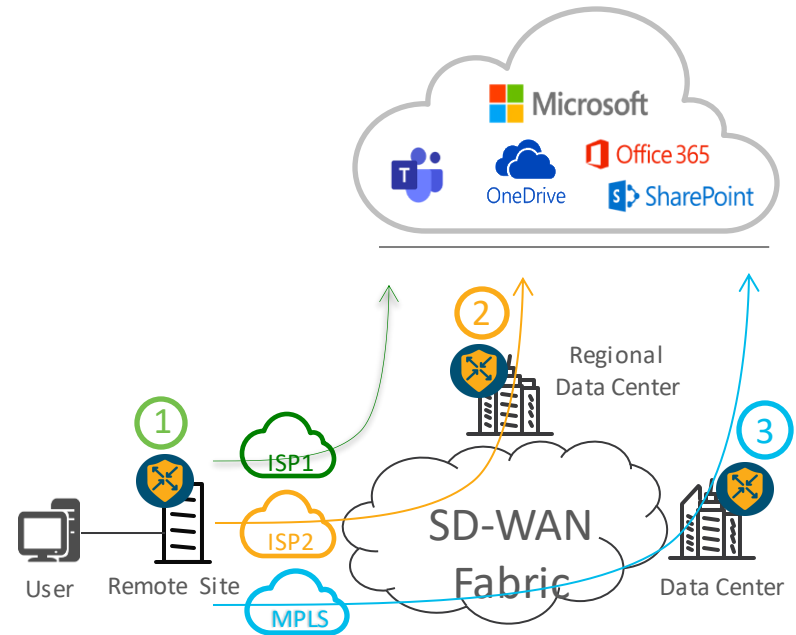 Microsoft
T
OneDrive
Office 365
S
SharePoint
2
Regional
Data Center
1
3
ISP1
ISP2
SD-WAN
Fabric
User
Remote Site
MPLS
Data Center